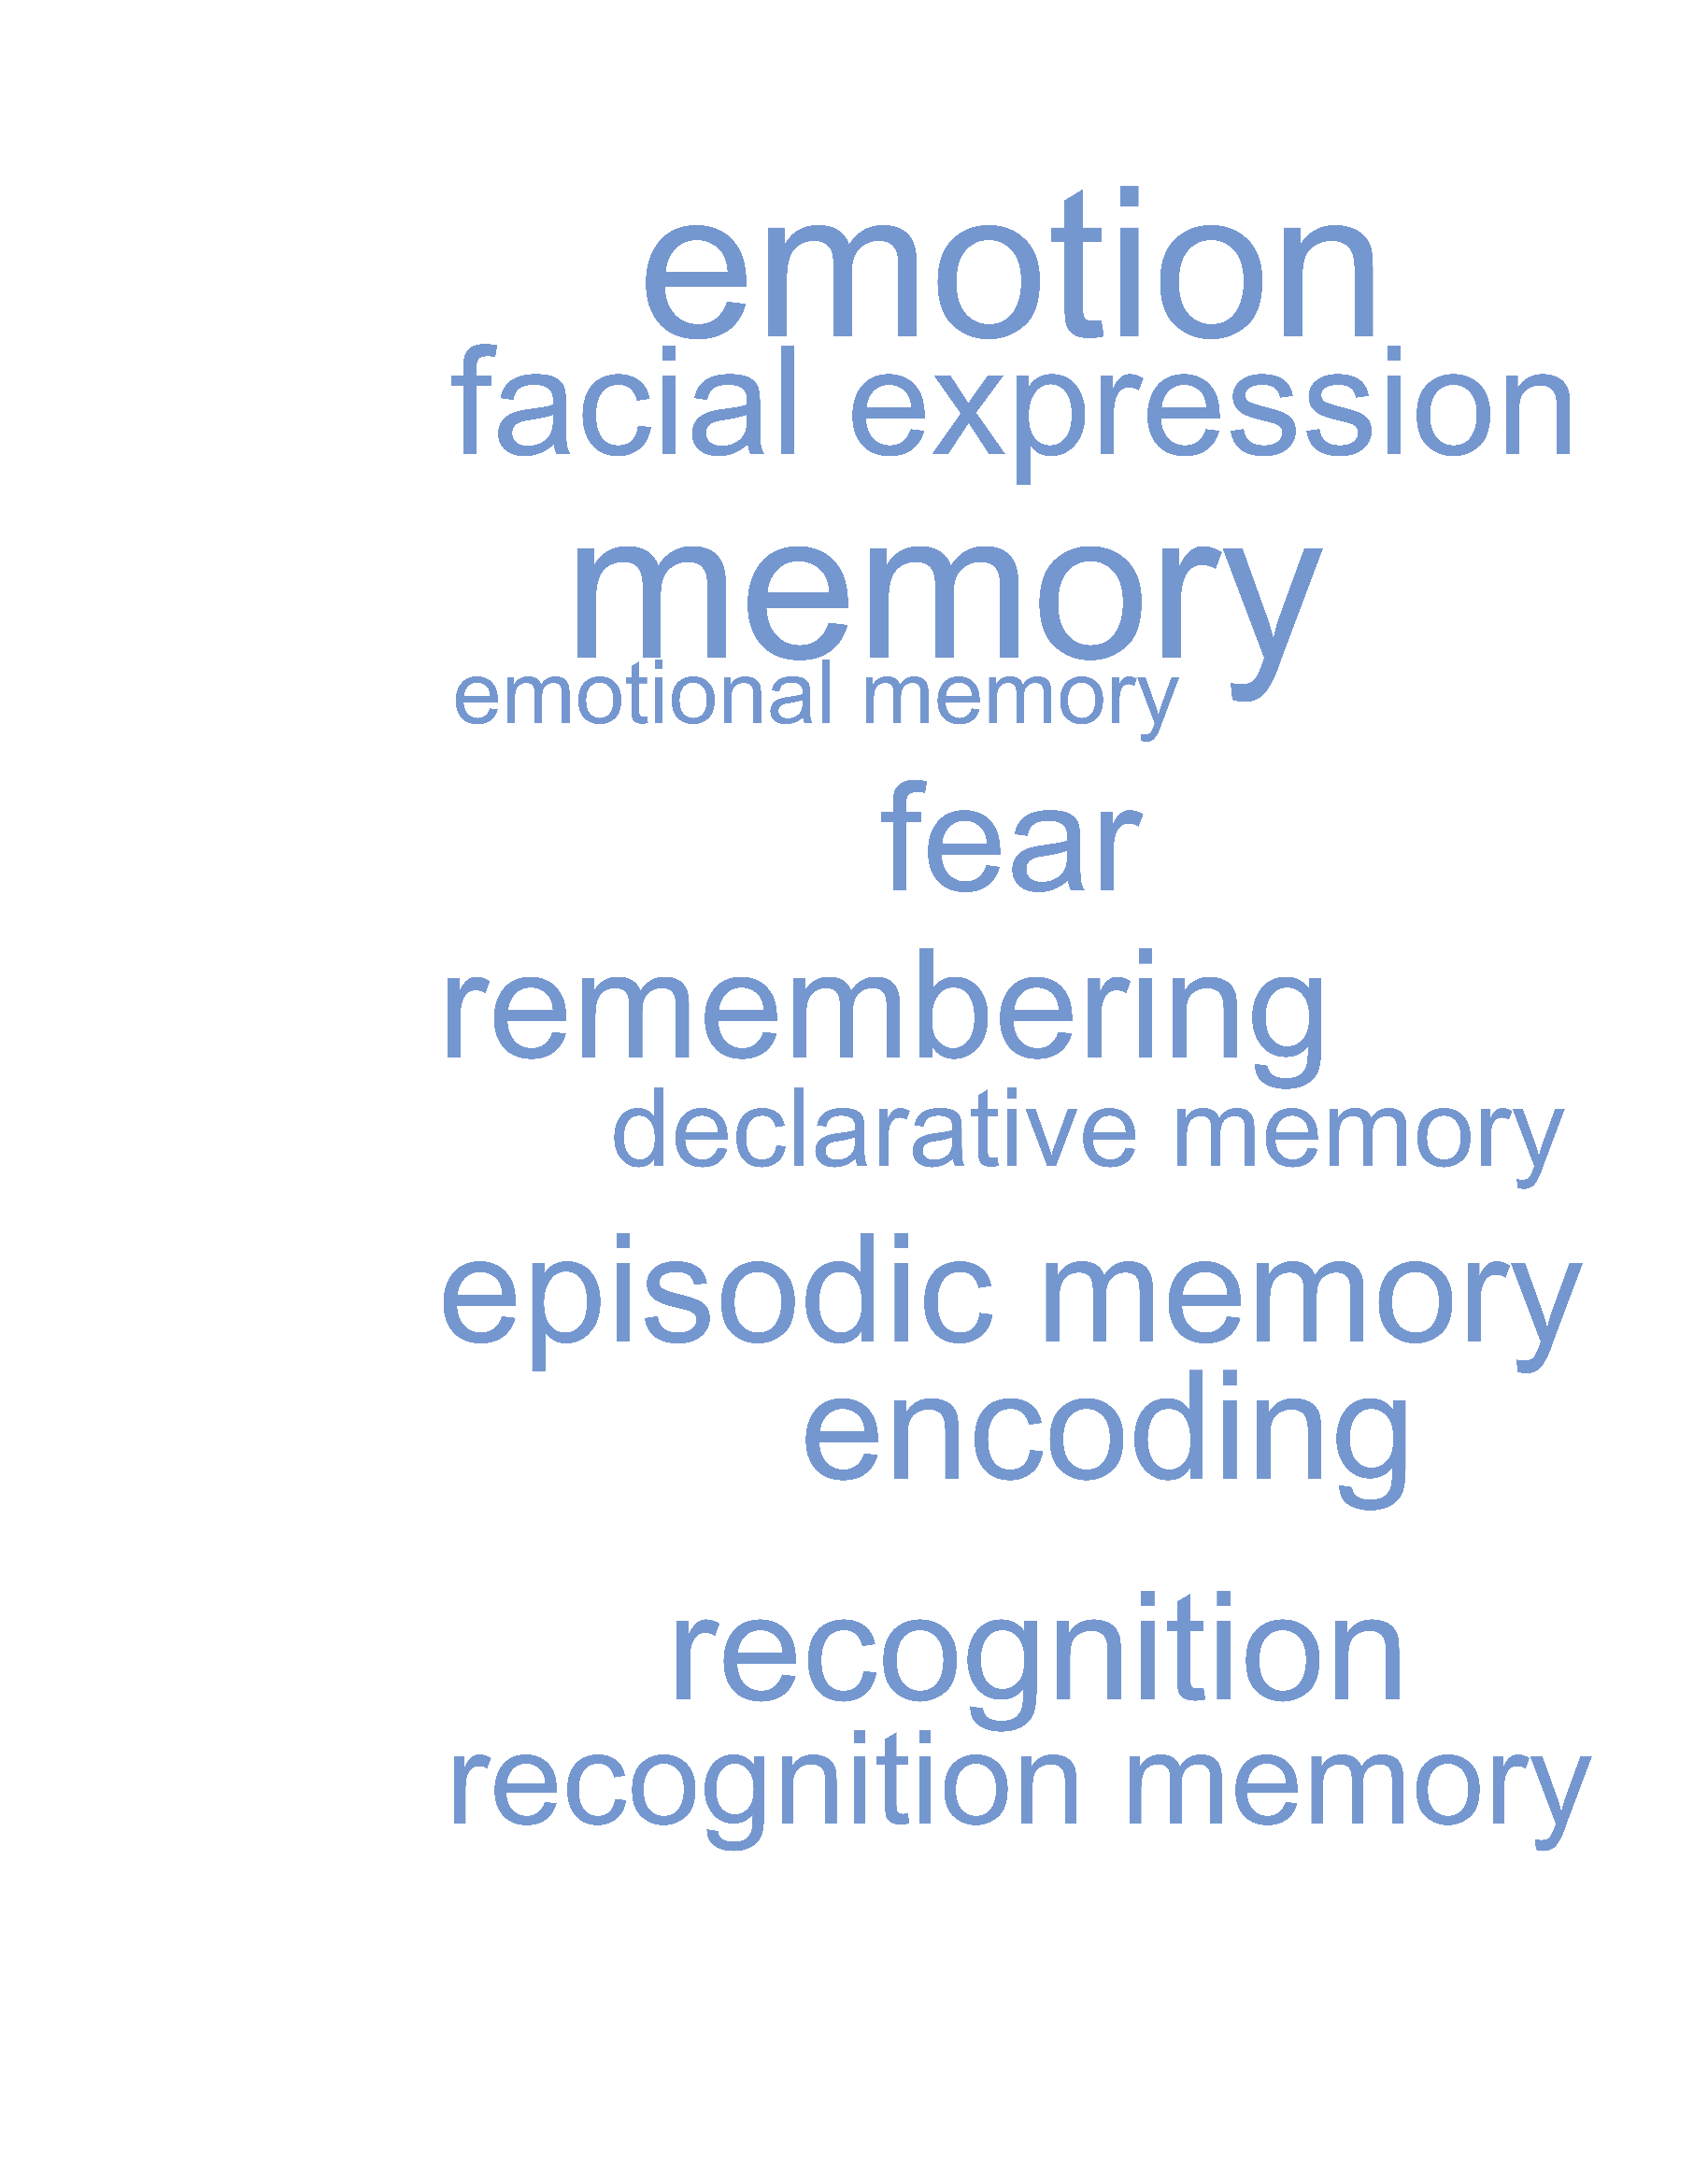 emotion
facial expression
memory
emotional memory
fear
remembering
declarative memory
episodic memory
encoding
recognition
recognition memory